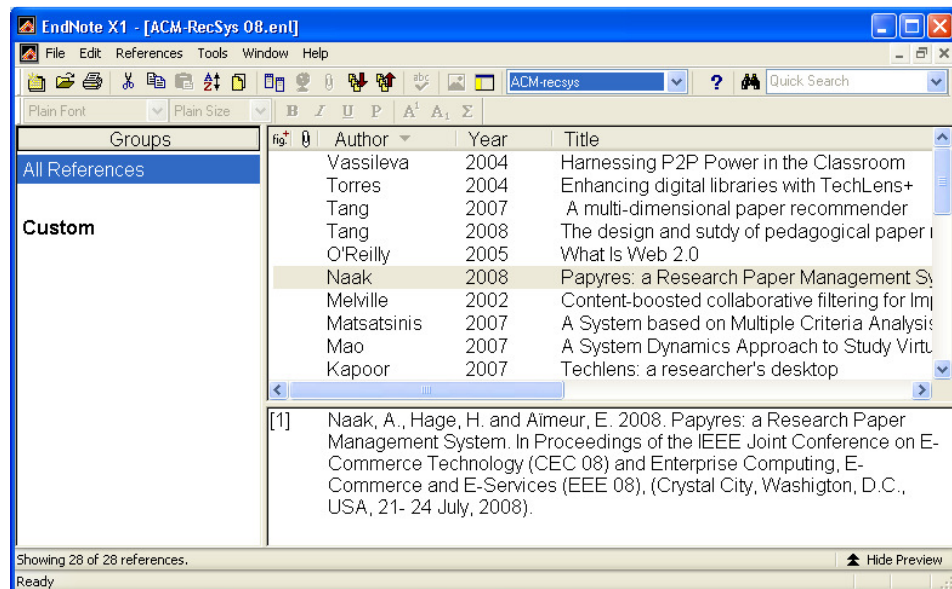 EndNote X1 - [ACM-RecSys 08.enl]
File Edit References Tools Window Help
abc ACM-recsys ? Quick Search
Plain Font Plain Size B I U P A¹ A₁ Σ
Groups
All References
Custom
fig. Author Year Title
Vassileva 2004 Harnessing P2P Power in the Classroom
Torres 2004 Enhancing digital libraries with TechLens+
Tang 2007 A multi-dimensional paper recommender
Tang 2008 The design and sutdy of pedagogical paper r
O'Reilly 2005 What Is Web 2.0
Naak 2008 Papyres: a Research Paper Management Sy
Melville 2002 Content-boosted collaborative filtering for Imp
Matsatsinis 2007 A System based on Multiple Criteria Analysis
Mao 2007 A System Dynamics Approach to Study Virtu
Kapoor 2007 Techlens: a researcher's desktop
[1] Naak, A., Hage, H. and Aïmeur, E. 2008. Papyres: a Research Paper
Management System. In Proceedings of the IEEE Joint Conference on E-
Commerce Technology (CEC 08) and Enterprise Computing, E-
Commerce and E-Services (EEE 08), (Crystal City, Washigton, D.C.,
USA, 21- 24 July, 2008).
Showing 28 of 28 references. Hide Preview
Ready